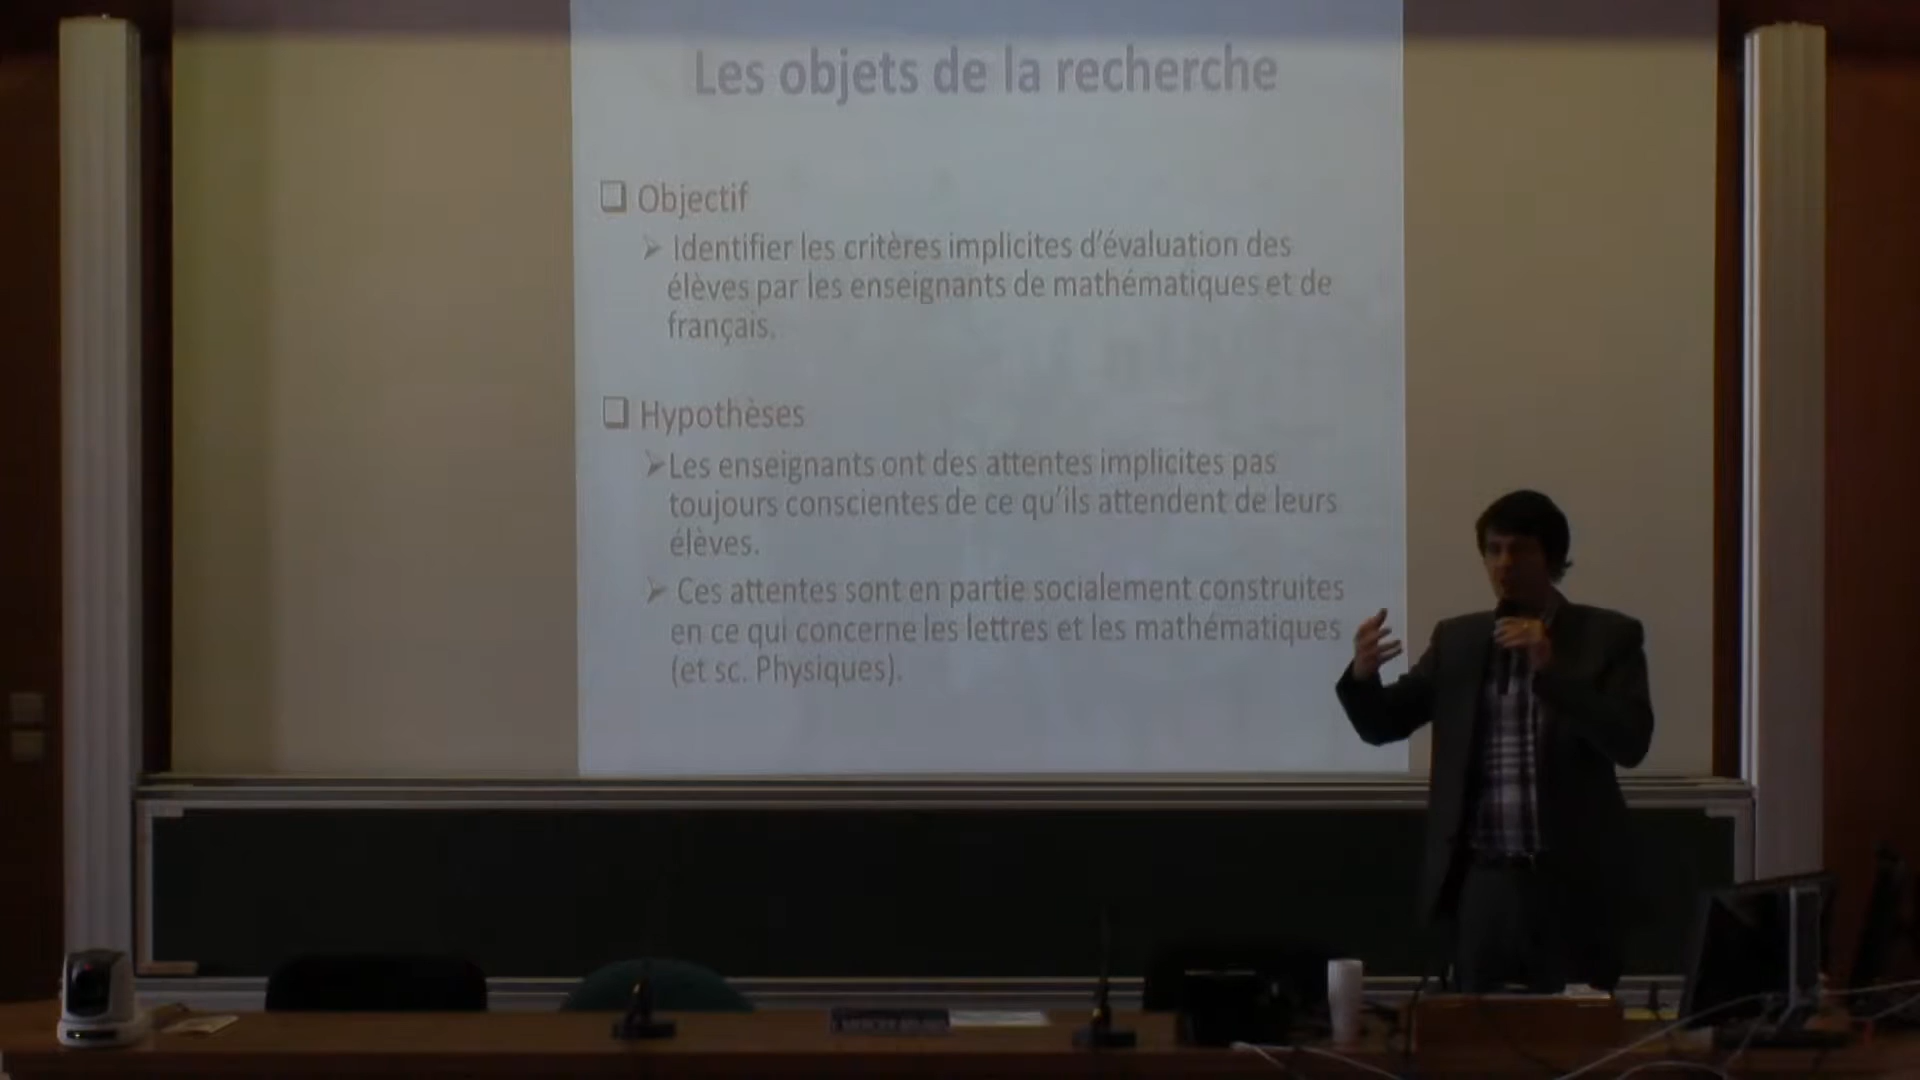 Les objets de la recherche
❑ Objectif
➢ Identifier les critères implicites d'évaluation des
élèves par les enseignants de mathématiques et de
français.
❑ Hypothèses
➢Les enseignants ont des attentes implicites pas
toujours conscientes de ce qu'ils attendent de leurs
élèves.
➢ Ces attentes sont en partie socialement construites
en ce qui concerne les lettres et les mathématiques
(et sc. Physiques).